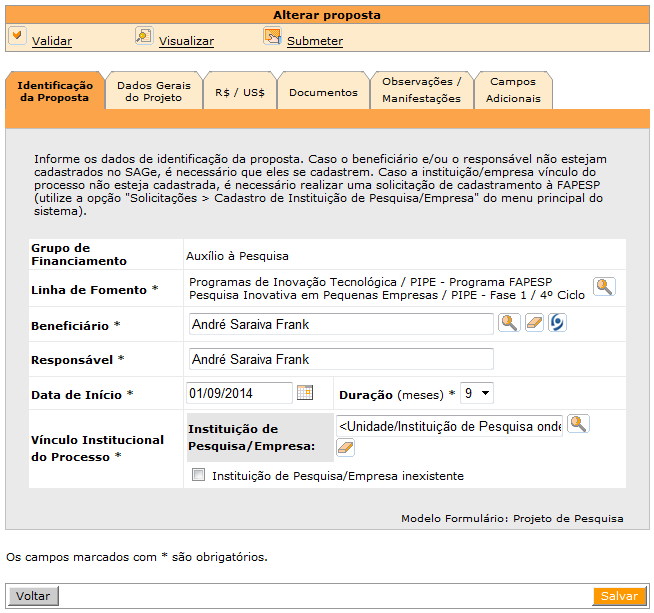 Alterar proposta
Validar Visualizar Submeter
Identificação
da Proposta
Dados Gerais
do Projeto
R$ / US$
Documentos
Observações /
Manifestações
Campos
Adicionais
Informe os dados de identificação da proposta. Caso o beneficiário e/ou o responsável não estejam
cadastrados no SAGe, é necessário que eles se cadastrem. Caso a instituição/empresa vínculo do
processo não esteja cadastrada, é necessário realizar uma solicitação de cadastramento à FAPESP
(utilize a opção "Solicitações > Cadastro de Instituição de Pesquisa/Empresa" do menu principal do
sistema).
Grupo de
Financiamento
Auxílio à Pesquisa
Linha de Fomento *
Programas de Inovação Tecnológica / PIPE - Programa FAPESP
Pesquisa Inovativa em Pequenas Empresas / PIPE - Fase 1 / 4º Ciclo
Beneficiário *
André Saraiva Frank
Responsável *
André Saraiva Frank
Data de Início *
01/09/2014
Duração (meses) * 9
Vínculo Institucional
do Processo *
Instituição de
Pesquisa/Empresa:
<Unidade/Instituição de Pesquisa onde
Instituição de Pesquisa/Empresa inexistente
Modelo Formulário: Projeto de Pesquisa
Os campos marcados com * são obrigatórios.
Voltar Salvar